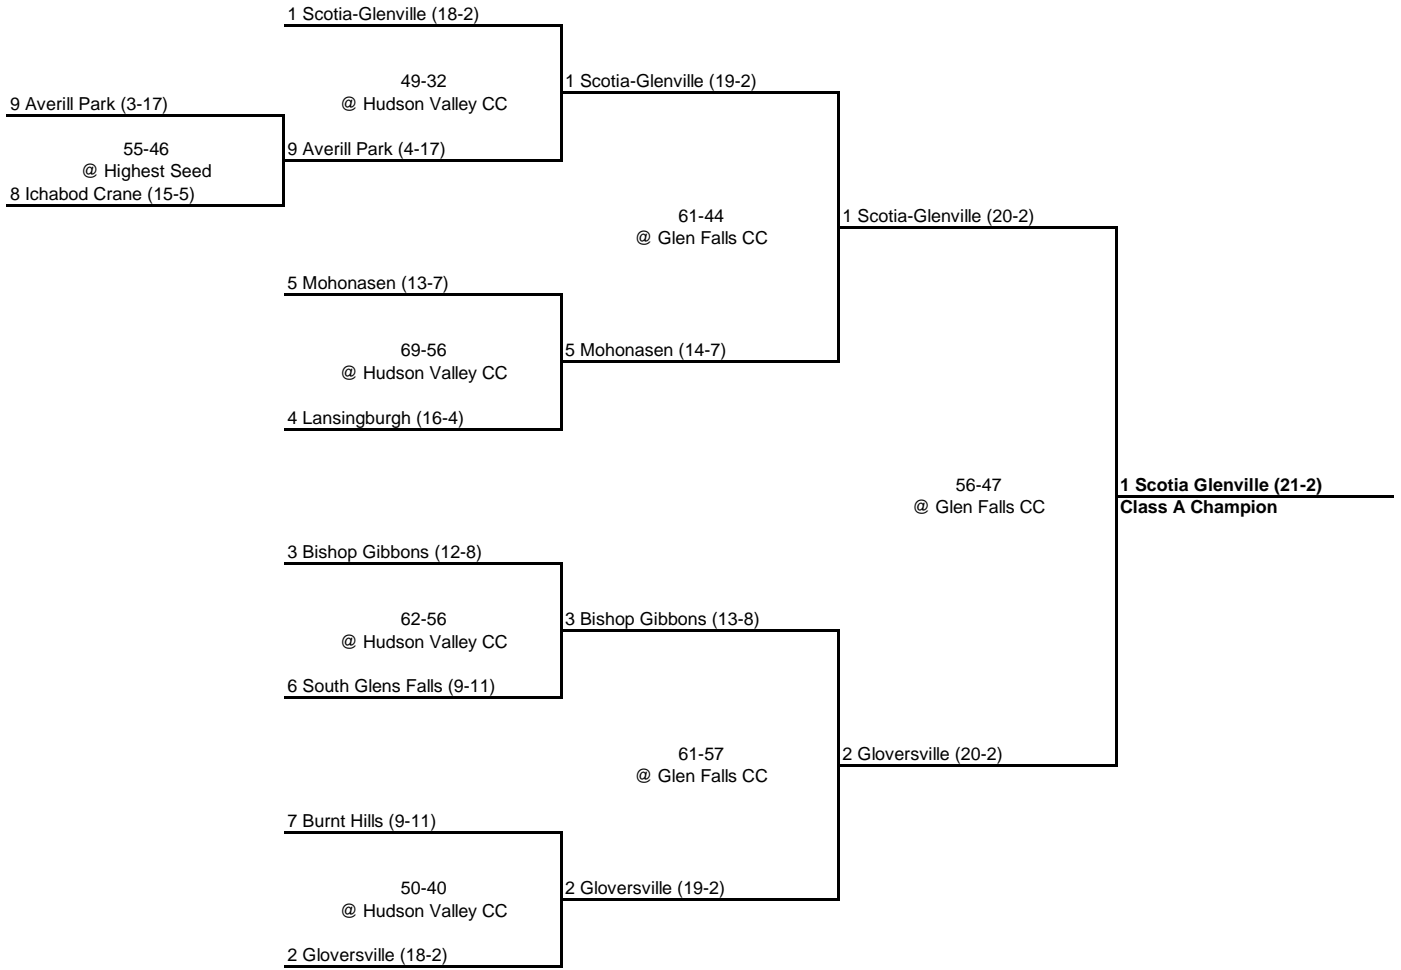 1 Scotia-Glenville (18-2)
49-32
@ Hudson Valley CC
1 Scotia-Glenville (19-2)
9 Averill Park (3-17)
55-46
@ Highest Seed
9 Averill Park (4-17)
8 Ichabod Crane (15-5)
61-44
@ Glen Falls CC
1 Scotia-Glenville (20-2)
5 Mohonasen (13-7)
69-56
@ Hudson Valley CC
5 Mohonasen (14-7)
4 Lansingburgh (16-4)
56-47
@ Glen Falls CC
1 Scotia Glenville (21-2)
Class A Champion
3 Bishop Gibbons (12-8)
62-56
@ Hudson Valley CC
3 Bishop Gibbons (13-8)
6 South Glens Falls (9-11)
61-57
@ Glen Falls CC
2 Gloversville (20-2)
7 Burnt Hills (9-11)
50-40
@ Hudson Valley CC
2 Gloversville (19-2)
2 Gloversville (18-2)